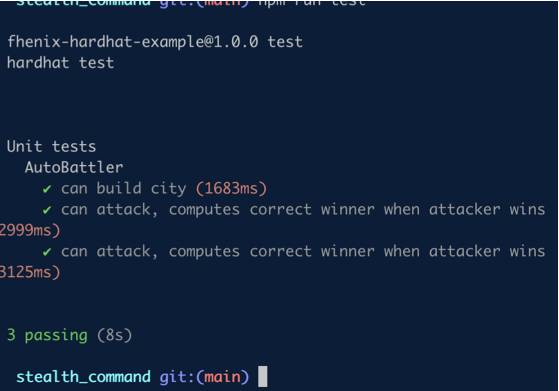 stealth_command git:(main) npm run test
fhenix-hardhat-example@1.0.0 test
hardhat test
Unit tests
AutoBattler
✔ can build city (1683ms)
✔ can attack, computes correct winner when attacker wins
2999ms)
✔ can attack, computes correct winner when attacker wins
3125ms)
3 passing (8s)
stealth_command git:(main)